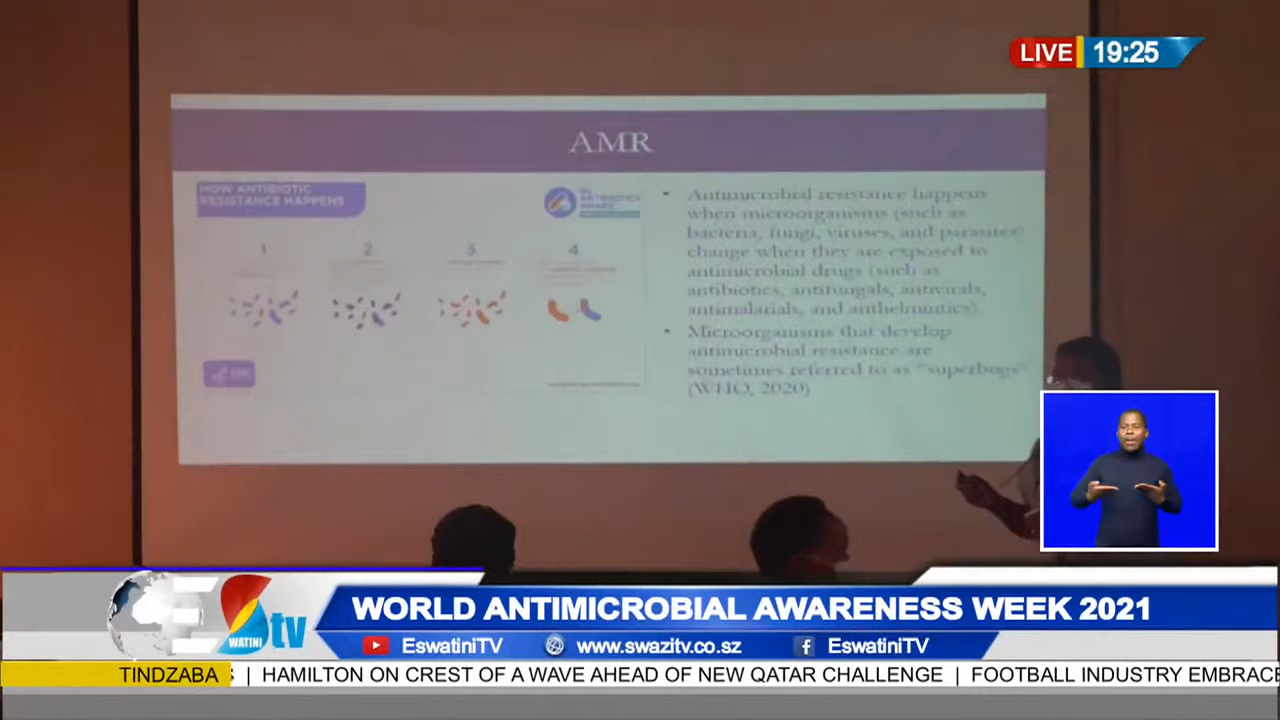 LIVE 19:25
AMR
HOW ANTIBIOTIC
RESISTANCE HAPPENS
ANTIBIOTICS
AWARE
1 2 3 4
• Antimicrobial resistance happens
when microorganisms (such as
bacteria, fungi, viruses, and parasites)
change when they are exposed to
antimicrobial drugs (such as
antibiotics, antifungals, antivirals,
antimalarials, and anthelmintics).
• Microorganisms that develop
antimicrobial resistance are
sometimes referred to as "superbogs"
(WHO, 2020)
E WATINI tv
WORLD ANTIMICROBIAL AWARENESS WEEK 2021
EswatiniTV www.swazitv.co.sz EswatiniTV
TINDZABA | HAMILTON ON CREST OF A WAVE AHEAD OF NEW QATAR CHALLENGE | FOOTBALL INDUSTRY EMBRACE